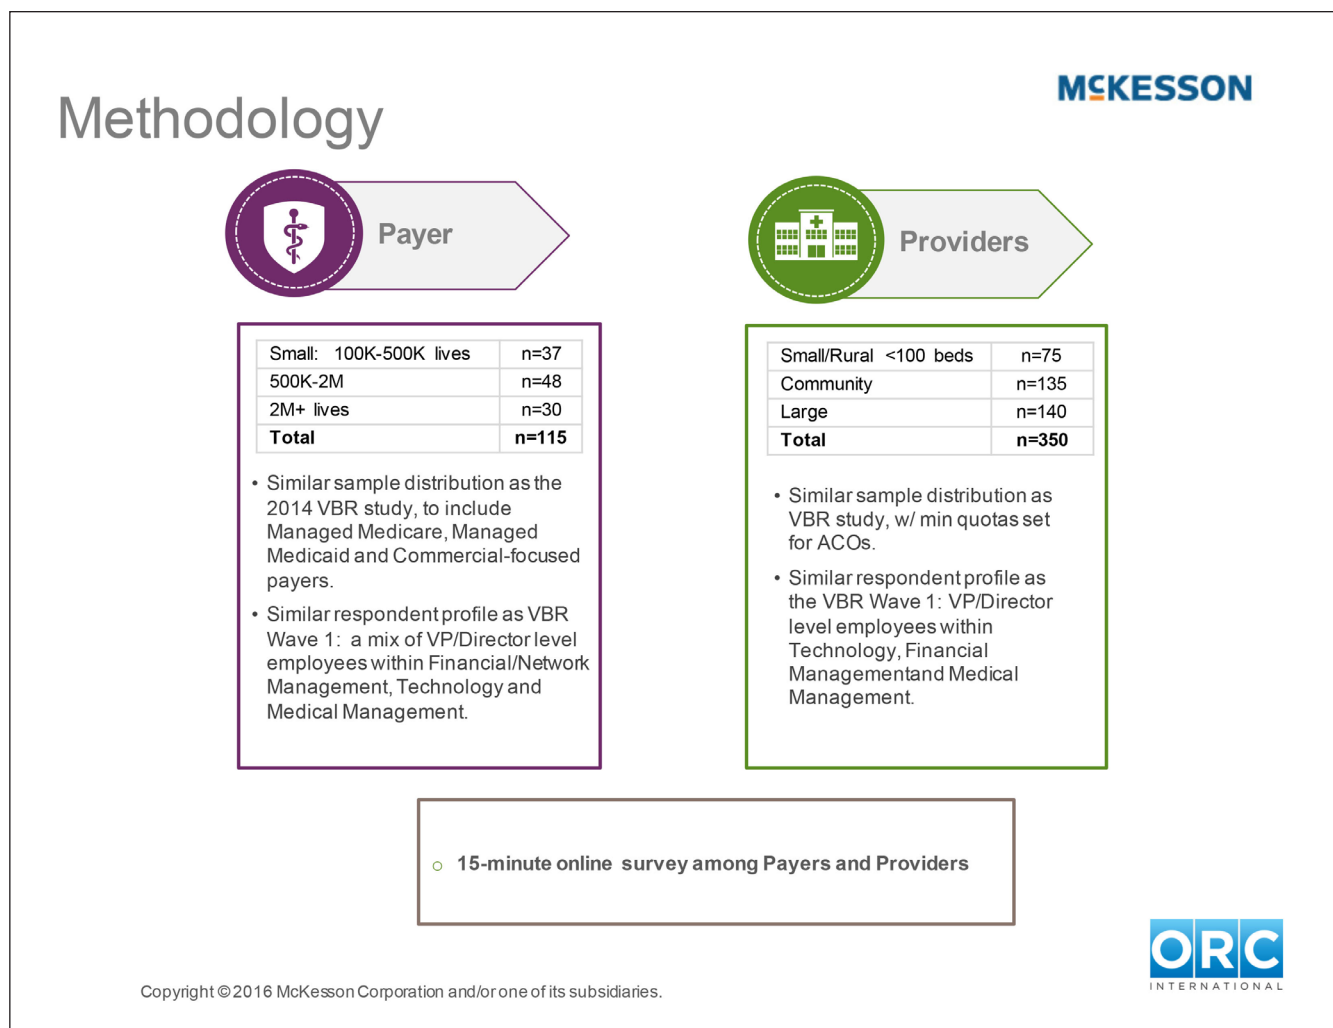 McKESSON
Methodology
Payer
Small: 100K-500K lives n=37
500K-2M n=48
2M+ lives n=30
Total n=115
• Similar sample distribution as the
2014 VBR study, to include
Managed Medicare, Managed
Medicaid and Commercial-focused
payers.
• Similar respondent profile as VBR
Wave 1: a mix of VP/Director level
employees within Financial/Network
Management, Technology and
Medical Management.
Providers
Small/Rural <100 beds n=75
Community n=135
Large n=140
Total n=350
• Similar sample distribution as
VBR study, w/ min quotas set
for ACOs.
• Similar respondent profile as
the VBR Wave 1: VP/Director
level employees within
Technology, Financial
Managementand Medical
Management.
○ 15-minute online survey among Payers and Providers
ORC
INTERNATIONAL
Copyright © 2016 McKesson Corporation and/or one of its subsidiaries.